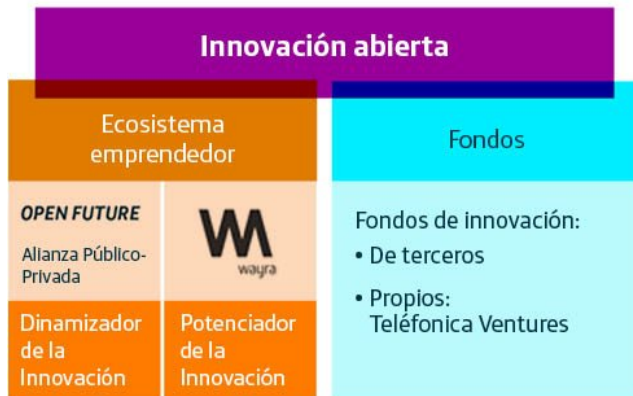 Innovación abierta
Ecosistema
emprendedor
Fondos
OPEN FUTURE
Alianza Público-
Privada
wayra
Dinamizador
de la
Innovación
Potenciador
de la
Innovación
Fondos de innovación:
• De terceros
• Propios:
Teléfonica Ventures